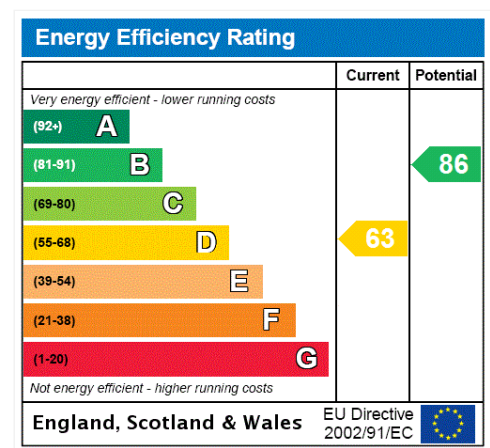 Energy Efficiency Rating
Current Potential
Very energy efficient - lower running costs
(92+) A
(81-91) B 86
(69-80) C
(55-68) D 63
(39-54) E
(21-38) F
(1-20) G
Not energy efficient - higher running costs
England, Scotland & Wales
EU Directive
2002/91/EC